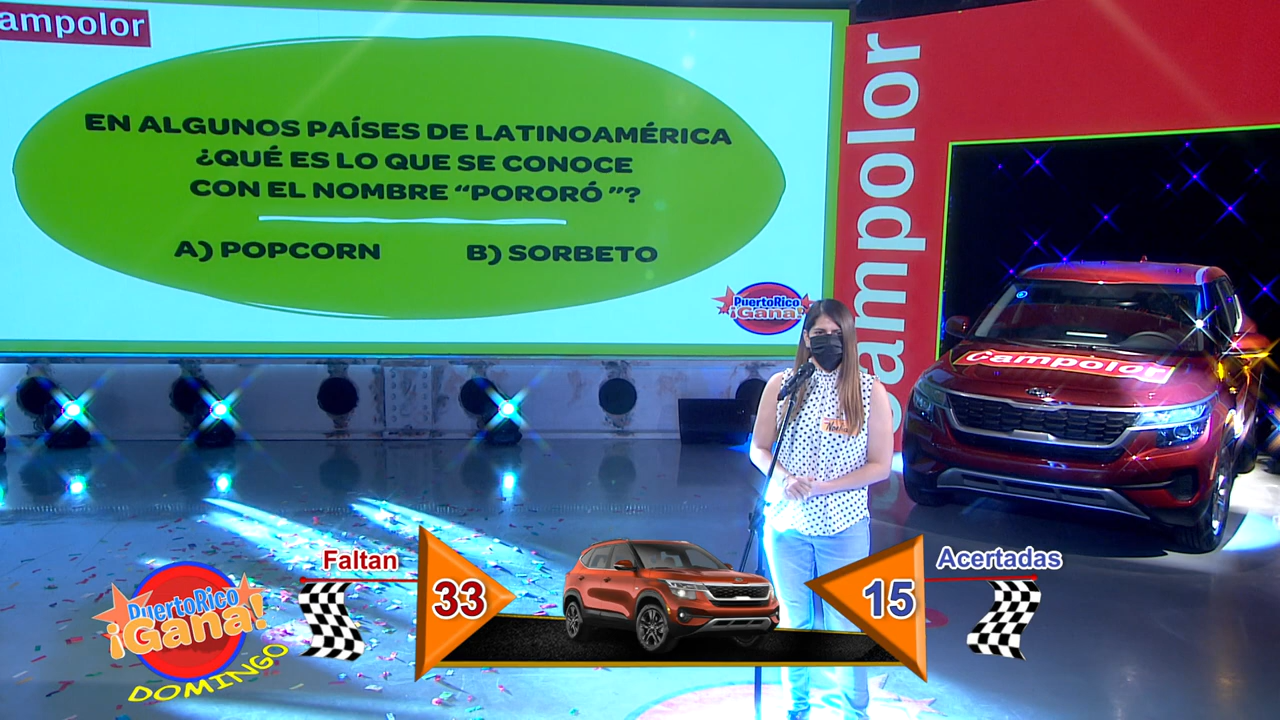 ampolor
EN ALGUNOS PAÍSES DE LATINOAMÉRICA
¿QUÉ ES LO QUE SE CONOCE
CON EL NOMBRE “PORORÓ ”?
A) POPCORN
B) SORBETO
PuertoRico
¡Gana!
Campolor
Campolor
Faltan
33
15
Acertadas
PuertoRico
¡Gana!
DOMINGO